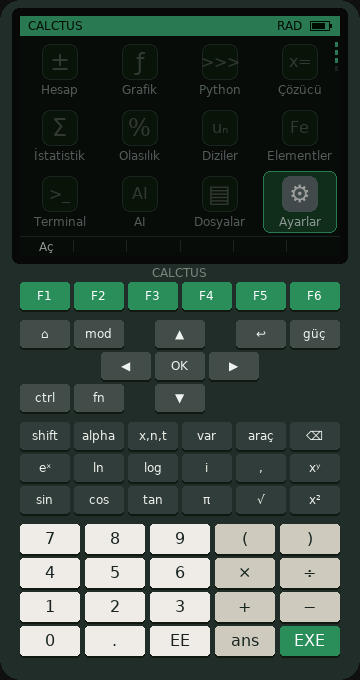 CALCTUS RAD
± ƒ >>> x=
Hesap Grafik Python Çözücü
Σ % uₙ Fe
İstatistik Olasılık Diziler Elementler
>_ AI
Terminal AI Dosyalar Ayarlar
Aç
CALCTUS
F1 F2 F3 F4 F5 F6
⌂ mod ▲ ↩ güç
◀ OK ▶
ctrl fn ▼
shift alpha x,n,t var araç ⌫
eˣ ln log i , xʸ
sin cos tan π √ x²
7 8 9 ( )
4 5 6 × ÷
1 2 3 + −
0 . EE ans EXE